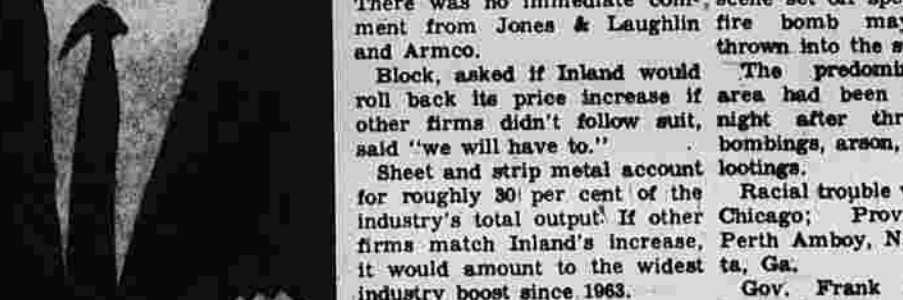 There was no immediate com-
ment from Jones & Laughlin
and Armco.
Block, asked if Inland would
roll back its price increase if
other firms didn't follow suit,
said "we will have to."
Sheet and strip metal account
for roughly 30 per cent of the
industry's total output. If other
firms match Inland's increase,
it would amount to the widest
industry boost since 1963.
scene set off
fire bomb
thrown into the
The
area had been
night after
bombings, arson,
lootings.
Racial trouble
Chicago;
Perth Amboy, N
ta, Ga.
Gov. Frank